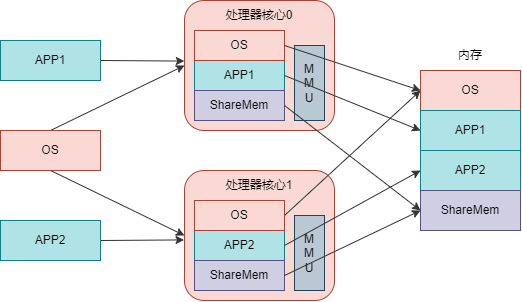 APP1
OS
APP2
处理器核心0
OS
APP1
ShareMem
MMU
处理器核心1
OS
APP2
ShareMem
MMU
内存
OS
APP1
APP2
ShareMem